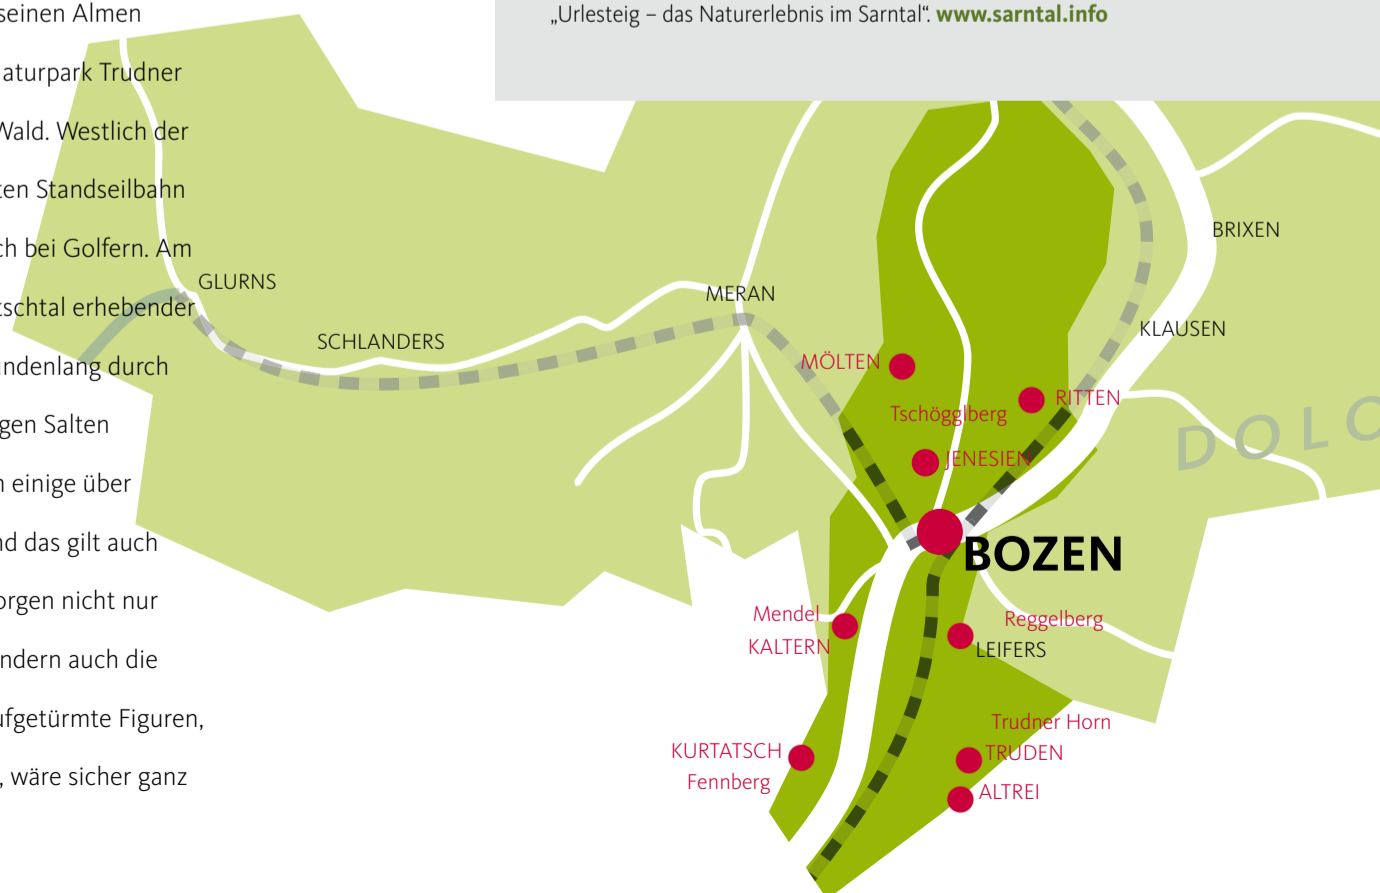 seinen Almen
aturpark Trudner
Wald. Westlich der
ten Standseilbahn
ch bei Golfern. Am
tschtal erhebender
ndenlang durch
gen Salten
n einige über
nd das gilt auch
orgen nicht nur
ndern auch die
ufgetürmte Figuren,
, wäre sicher ganz
„Urlesteig – das Naturerlebnis im Sarntal“. www.sarntal.info
BRIXEN
GLURNS
MERAN
KLAUSEN
SCHLANDERS
MÖLTEN
RITTEN
Tschögglberg
DOLO
JENESIEN
BOZEN
Mendel
KALTERN
Reggelberg
LEIFERS
Trudner Horn
TRUDEN
KURTATSCH
Fennberg
ALTREI